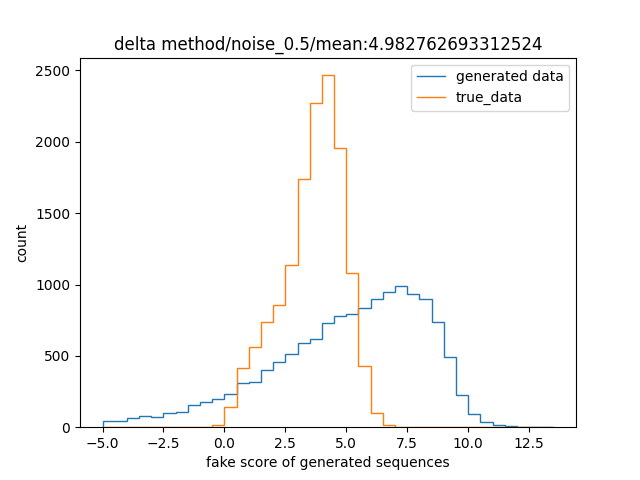 delta method/noise_0.5/mean:4.982762693312524
generated data
true_data
2500
2000
1500
1000
500
0
count
−5.0 −2.5 0.0 2.5 5.0 7.5 10.0 12.5
fake score of generated sequences